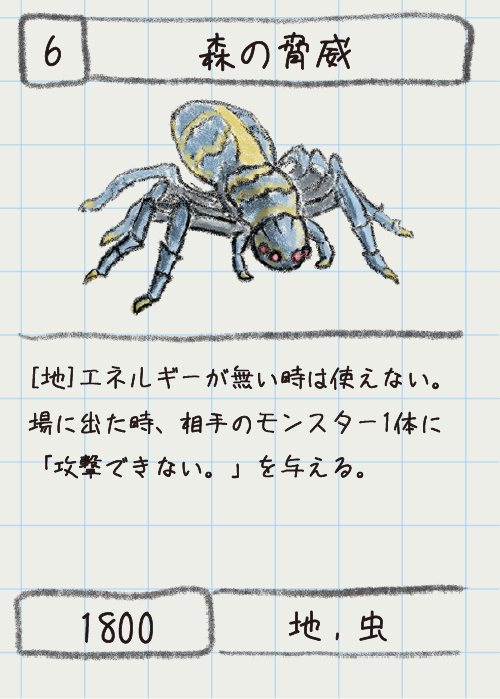 6
森の脅威
[地]エネルギーが無い時は使えない。
場に出た時、相手のモンスター1体に
「攻撃できない。」を与える。
1800
地, 虫